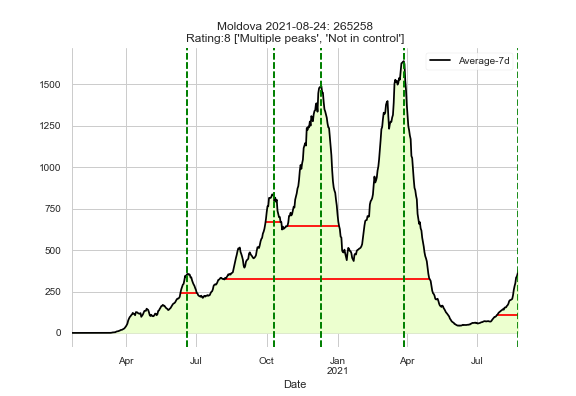 Moldova 2021-08-24: 265258
Rating:8 ['Multiple peaks', 'Not in control']
Average-7d
1500
1250
1000
750
500
250
0
Apr Jul Oct Jan Apr Jul
2021
Date